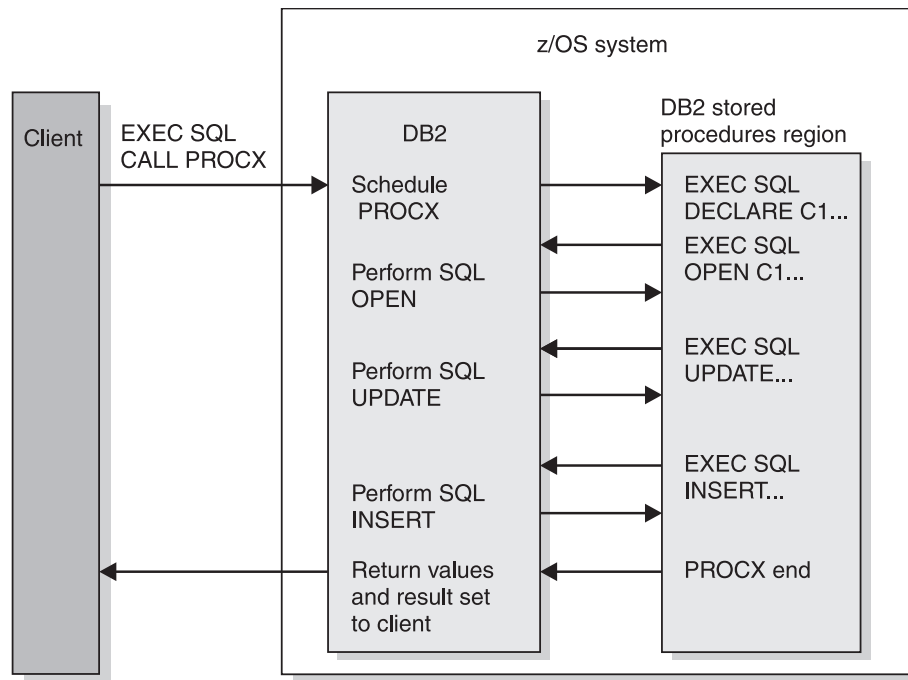 z/OS system
Client
EXEC SQL
CALL PROCX
DB2
Schedule
PROCX
Perform SQL
OPEN
Perform SQL
UPDATE
Perform SQL
INSERT
Return values
and result set
to client
DB2 stored
procedures region
EXEC SQL
DECLARE C1...
EXEC SQL
OPEN C1...
EXEC SQL
UPDATE...
EXEC SQL
INSERT...
PROCX end